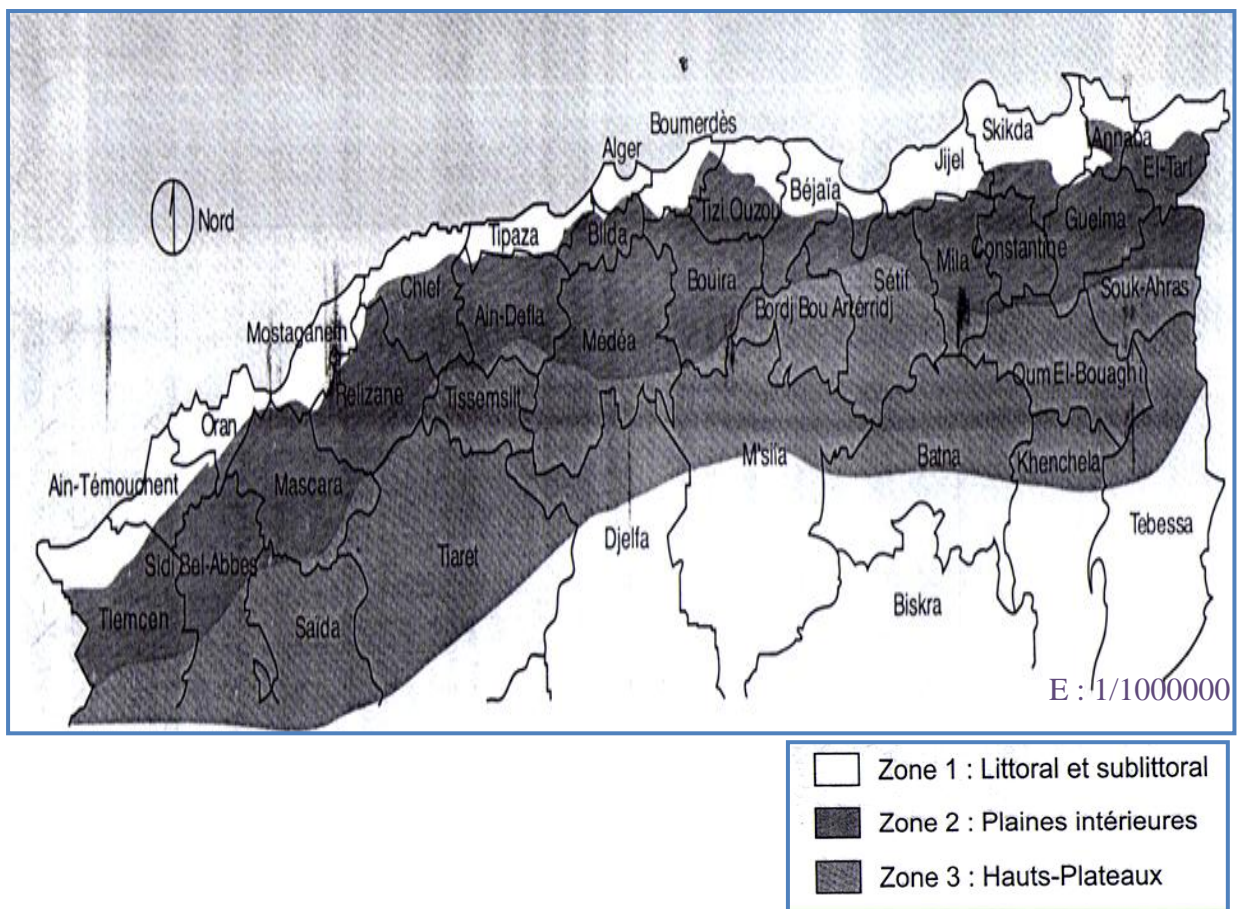 Boumerdès
Skikda
Alger
Annaba
Jijel
El-Tarf
Béjaïa
Nord
Tizi Ouzou
Guelma
Tipaza
Blida
Constantine
Mila
Bouira
Sétif
Chlef
Souk-Ahras
Bordj Bou Arérridj
Ain-Defla
Mostaganem
Médéa
Oum El-Bouaghi
Relizane
Tissemsilt
Oran
M'siïa
Batna
Khenchela
Ain-Témouchent
Mascara
Tebessa
Djelfa
Tiaret
Sidi Bel-Abbes
Biskra
Tlemçen
Saida
E : 1/1000000
Zone 1 : Littoral et sublittoral
Zone 2 : Plaines intérieures
Zone 3 : Hauts-Plateaux